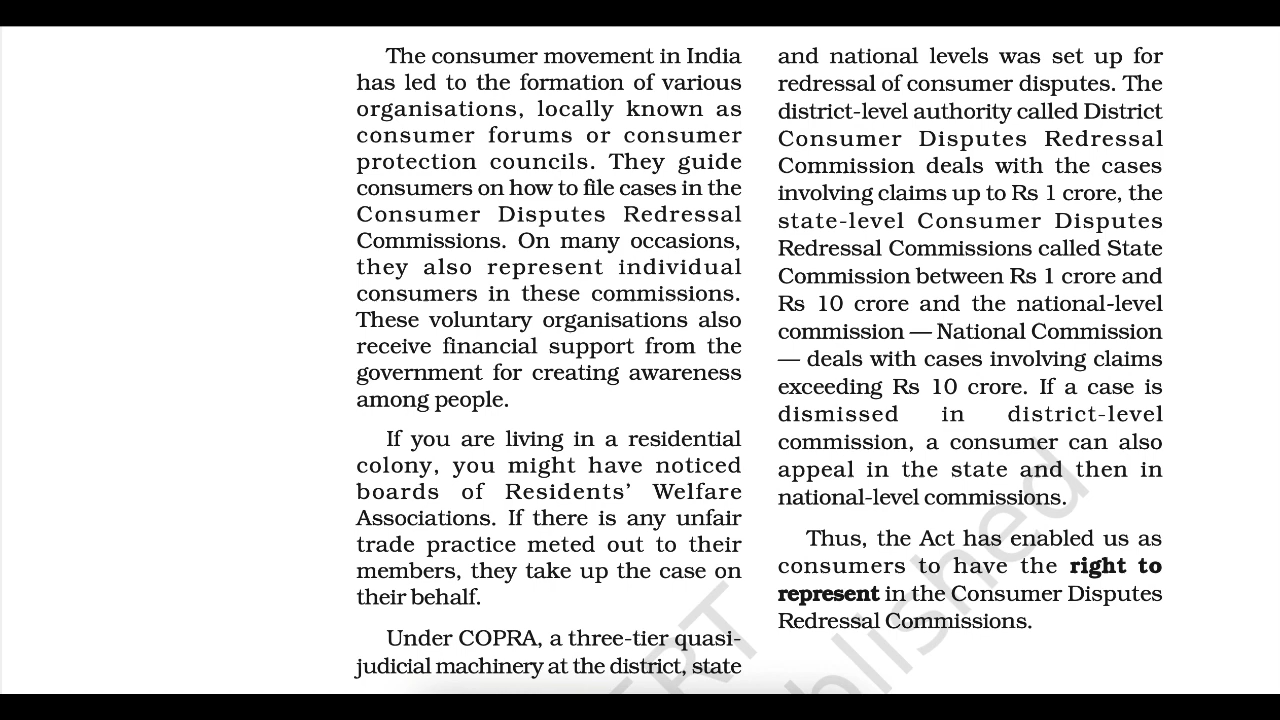 The consumer movement in India
has led to the formation of various
organisations, locally known as
consumer forums or consumer
protection councils. They guide
consumers on how to file cases in the
Consumer Disputes Redressal
Commissions. On many occasions,
they also represent individual
consumers in these commissions.
These voluntary organisations also
receive financial support from the
government for creating awareness
among people.
If you are living in a residential
colony, you might have noticed
boards of Residents’ Welfare
Associations. If there is any unfair
trade practice meted out to their
members, they take up the case on
their behalf.
Under COPRA, a three-tier quasi-
judicial machinery at the district, state
and national levels was set up for
redressal of consumer disputes. The
district-level authority called District
Consumer Disputes Redressal
Commission deals with the cases
involving claims up to Rs 1 crore, the
state-level Consumer Disputes
Redressal Commissions called State
Commission between Rs 1 crore and
Rs 10 crore and the national-level
commission — National Commission
— deals with cases involving claims
exceeding Rs 10 crore. If a case is
dismissed in district-level
commission, a consumer can also
appeal in the state and then in
national-level commissions.
Thus, the Act has enabled us as
consumers to have the right to
represent in the Consumer Disputes
Redressal Commissions.